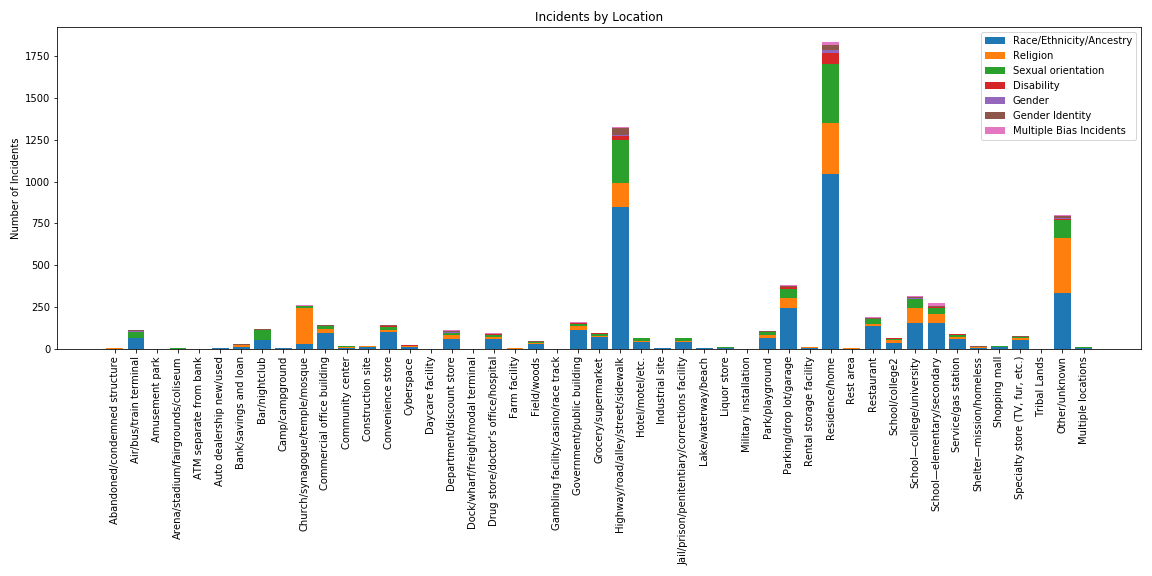 Incidents by Location
Number of Incidents
1750
1500
1250
1000
750
500
250
0
Race/Ethnicity/Ancestry
Religion
Sexual orientation
Disability
Gender
Gender Identity
Multiple Bias Incidents
Abandoned/condemned structure
Air/bus/train terminal
Amusement park
Arena/stadium/fairgrounds/coliseum
ATM separate from bank
Auto dealership new/used
Bank/savings and loan
Bar/nightclub
Camp/campground
Church/synagogue/temple/mosque
Commercial office building
Community center
Construction site
Convenience store
Cyberspace
Daycare facility
Department/discount store
Dock/wharf/freight/modal terminal
Drug store/doctor's office/hospital
Farm facility
Field/woods
Gambling facility/casino/race track
Government/public building
Grocery/supermarket
Highway/road/alley/street/sidewalk
Hotel/motel/etc.
Industrial site
Jail/prison/penitentiary/corrections facility
Lake/waterway/beach
Liquor store
Military installation
Park/playground
Parking/drop lot/garage
Rental storage facility
Residence/home
Rest area
Restaurant
School/college2
School—college/university
School—elementary/secondary
Service/gas station
Shelter—mission/homeless
Shopping mall
Specialty store (TV, fur, etc.)
Tribal Lands
Other/unknown
Multiple locations